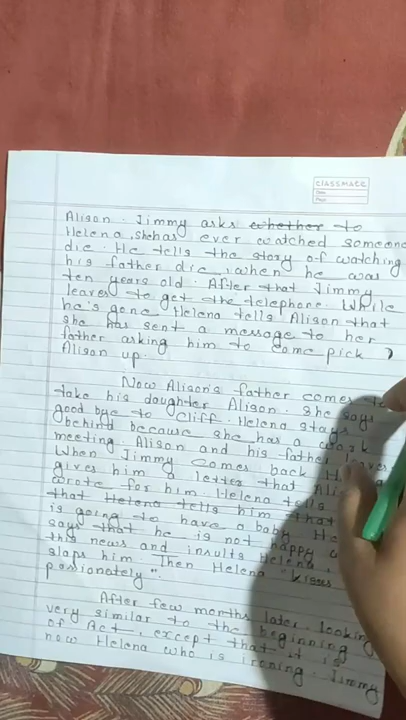 CLASSMATE
Date
Page
Alison. Jimmy asks whether to
Helena, shehas ever watched someone
die. He tells the story of watching
his father die, when he was
ten years old. After that Jimmy
leaves to get the telephone. While
he's gone Helena tells Alison that
she has sent a message to her
father asking him to come pick
Alison up.
Now Alison's father comes to
take his daughter Alison. She says
good bye to Cliff. Helena stays
behind because she has a work
meeting. Alison and his father
When Jimmy comes back
gives him a letter that
wrote for him. Helena tells
that Helena tells him that
is going to have a baby. He
says that he is not happy
this news and insults Helena,
slaps him. Then Helena "kisses
passionately".
After few months later. looking
very similar to the beginning
of Act, except that it is
now Helena who is ironing. Jimmy